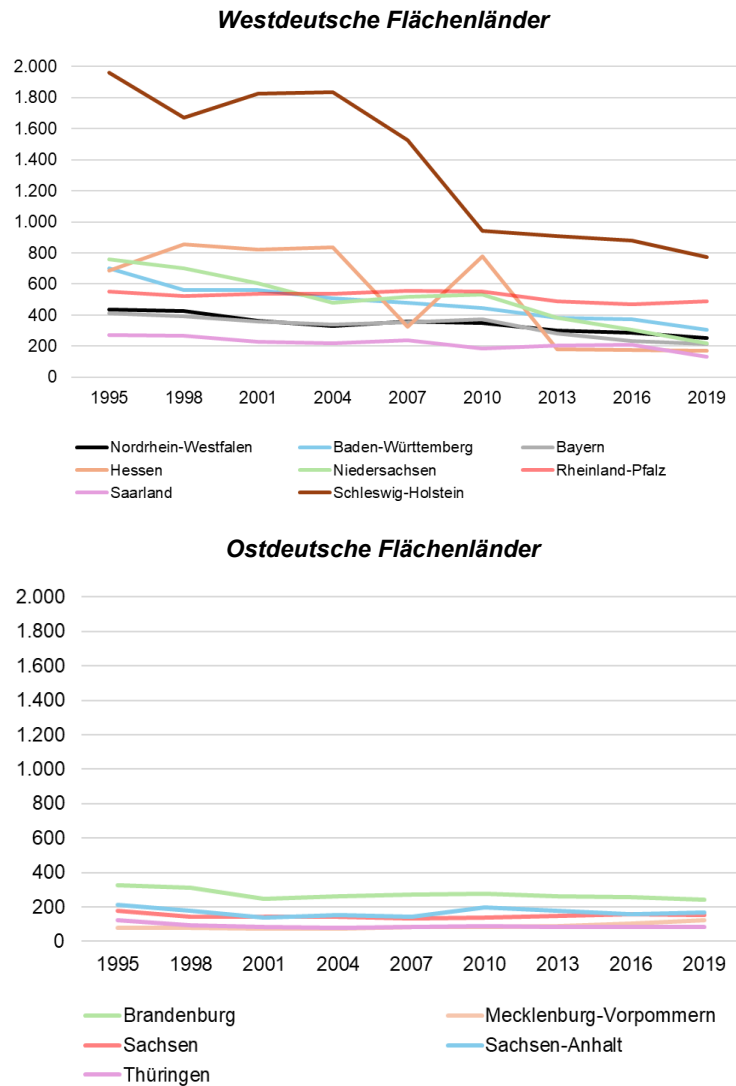 Westdeutsche Flächenländer
2.000
1.800
1.600
1.400
1.200
1.000
800
600
400
200
0
1995 1998 2001 2004 2007 2010 2013 2016 2019
Nordrhein-Westfalen Baden-Württemberg Bayern
Hessen Niedersachsen Rheinland-Pfalz
Saarland Schleswig-Holstein
Ostdeutsche Flächenländer
2.000
1.800
1.600
1.400
1.200
1.000
800
600
400
200
0
1995 1998 2001 2004 2007 2010 2013 2016 2019
Brandenburg Mecklenburg-Vorpommern
Sachsen Sachsen-Anhalt
Thüringen